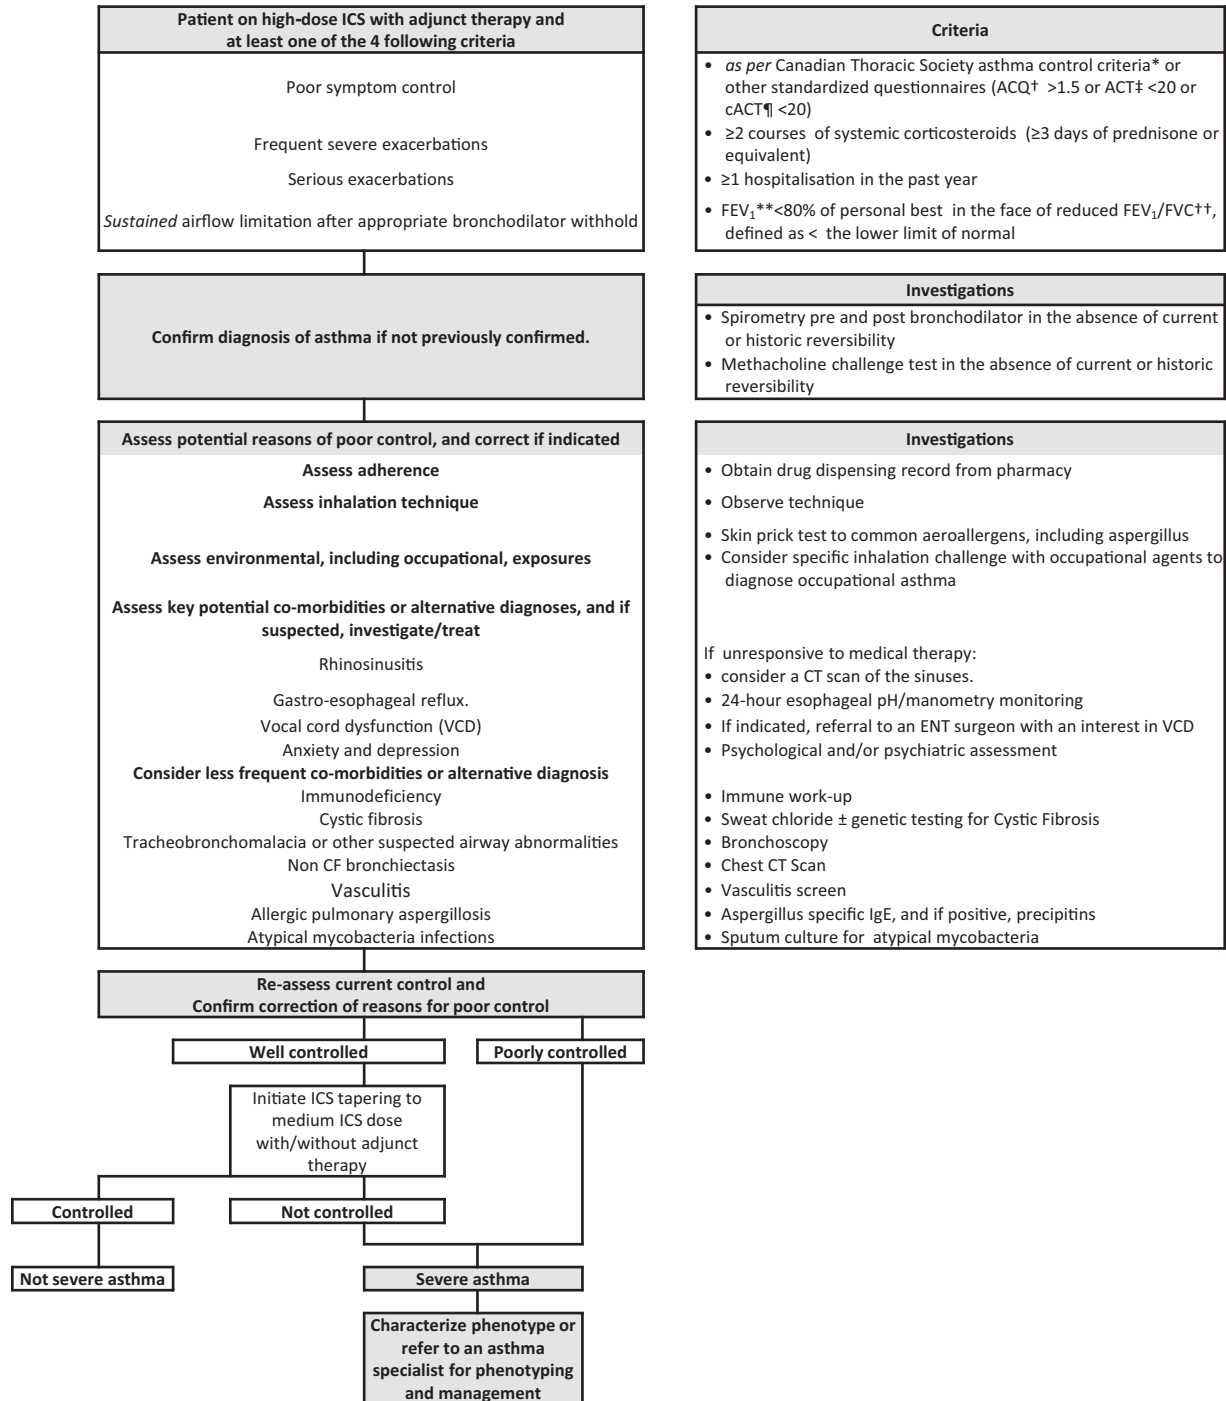 Patient on high-dose ICS with adjunct therapy and
at least one of the 4 following criteria
Poor symptom control
Frequent severe exacerbations
Serious exacerbations
Sustained airflow limitation after appropriate bronchodilator withhold
Criteria
• as per Canadian Thoracic Society asthma control criteria* or
other standardized questionnaires (ACQ† >1.5 or ACT‡ <20 or
cACT¶ <20)
• ≥2 courses of systemic corticosteroids (≥3 days of prednisone or
equivalent)
• ≥1 hospitalisation in the past year
• FEV₁**<80% of personal best in the face of reduced FEV₁/FVC††,
defined as < the lower limit of normal
Confirm diagnosis of asthma if not previously confirmed.
Investigations
• Spirometry pre and post bronchodilator in the absence of current
or historic reversibility
• Methacholine challenge test in the absence of current or historic
reversibility
Assess potential reasons of poor control, and correct if indicated
Assess adherence
Assess inhalation technique
Assess environmental, including occupational, exposures
Assess key potential co-morbidities or alternative diagnoses, and if
suspected, investigate/treat
Rhinosinusitis
Gastro-esophageal reflux.
Vocal cord dysfunction (VCD)
Anxiety and depression
Consider less frequent co-morbidities or alternative diagnosis
Immunodeficiency
Cystic fibrosis
Tracheobronchomalacia or other suspected airway abnormalities
Non CF bronchiectasis
Vasculitis
Allergic pulmonary aspergillosis
Atypical mycobacteria infections
Investigations
• Obtain drug dispensing record from pharmacy
• Observe technique
• Skin prick test to common aeroallergens, including aspergillus
• Consider specific inhalation challenge with occupational agents to
diagnose occupational asthma
If unresponsive to medical therapy:
• consider a CT scan of the sinuses.
• 24-hour esophageal pH/manometry monitoring
• If indicated, referral to an ENT surgeon with an interest in VCD
• Psychological and/or psychiatric assessment
• Immune work-up
• Sweat chloride ± genetic testing for Cystic Fibrosis
• Bronchoscopy
• Chest CT Scan
• Vasculitis screen
• Aspergillus specific IgE, and if positive, precipitins
• Sputum culture for atypical mycobacteria
Re-assess current control and
Confirm correction of reasons for poor control
Well controlled
Poorly controlled
Initiate ICS tapering to
medium ICS dose
with/without adjunct
therapy
Controlled
Not controlled
Not severe asthma
Severe asthma
Characterize phenotype or
refer to an asthma
specialist for phenotyping
and management